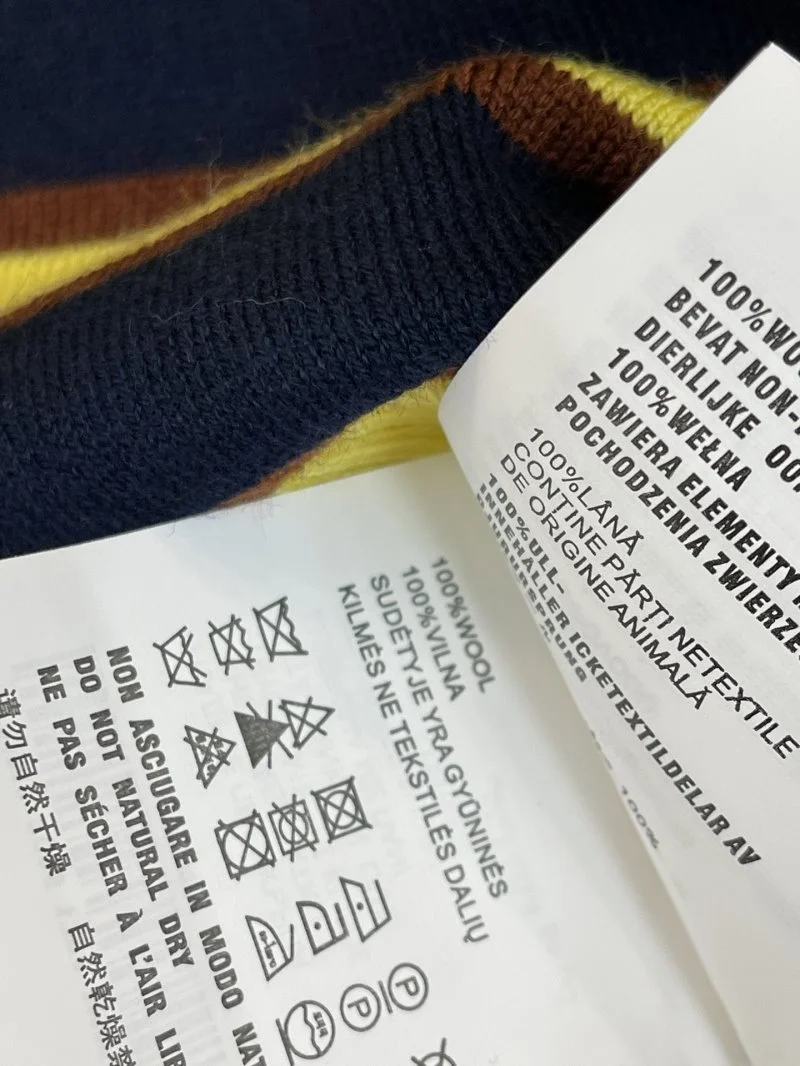 100%WOOL
100%VILNA
SUDĖTYJE YRA GYŪNINĖS
KILMĖS NE TEKSTILĖS DALIŲ
P
P
NON ASCIUGARE IN MODO NAT
DO NOT NATURAL DRY
NE PAS SÉCHER À L'AIR LIB
请勿自然干燥
自然乾燥禁
100%WO
BEVAT NON-
DIERLIJKE OO
100%WEŁNA
ZAWIERA ELEMENTY
POCHODZENIA ZWIERZĘ
100%LÂNĂ
CONȚINE PĂRȚI NETEXTILE
DE ORIGINE ANIMALĂ
100%ULL-
INNEHÅLLER ICKETEXTILDELAR AV
100%